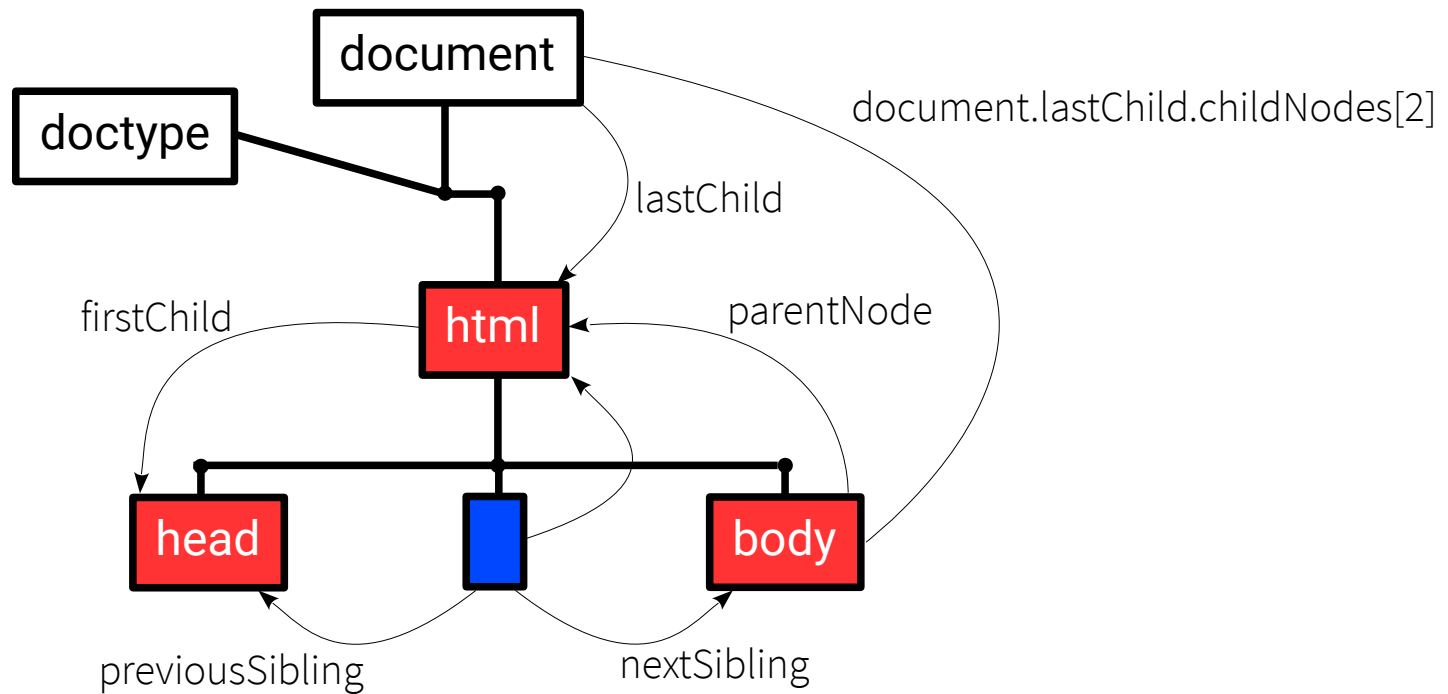 document
doctype
document.lastChild.childNodes[2]
lastChild
firstChild
html
parentNode
head
body
previousSibling
nextSibling